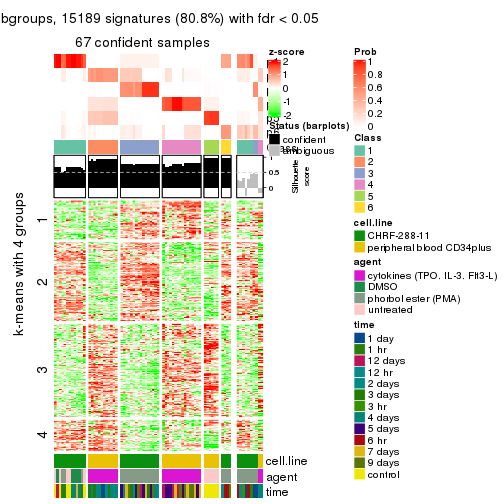 bgroups, 15189 signatures (80.8%) with fdr < 0.05
67 confident samples
k-means with 4 groups
1
2
3
4
z-score
2
1
0
-1
-2
Status (barplots)
confident
ambiguous
1
0.5
0
Silhouette
score
cell.line
agent
time
Prob
1
0.8
0.6
0.4
0.2
0
Class
1
2
3
4
5
6
cell.line
CHRF-288-11
peripheral blood CD34plus
agent
cytokines (TPO. IL-3. Flt3-L)
DMSO
phorbol ester (PMA)
untreated
time
1 day
1 hr
12 days
12 hr
2 days
3 days
3 hr
4 days
5 days
6 hr
7 days
9 days
control